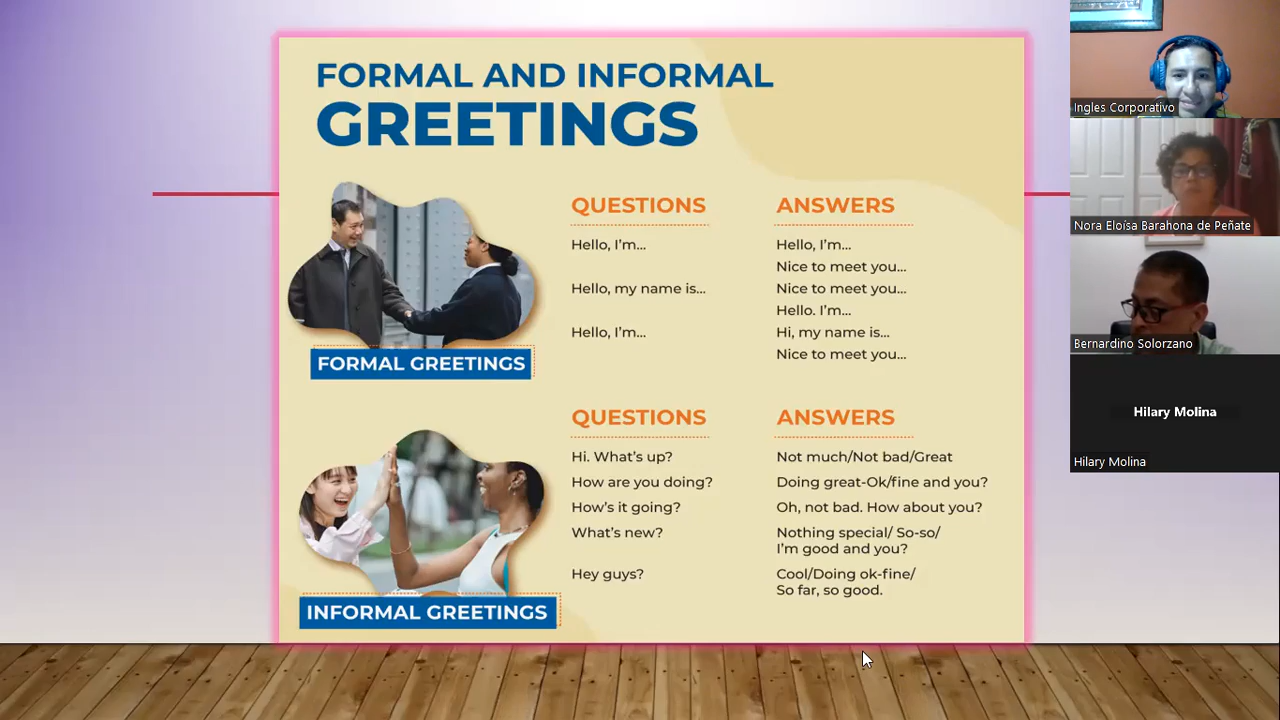 FORMAL AND INFORMAL
GREETINGS
QUESTIONS
ANSWERS
Hello, I'm...
Hello, I'm...
Nice to meet you...
Hello, my name is...
Nice to meet you...
Hello. I'm...
Hello, I'm...
Hi, my name is...
Nice to meet you...
FORMAL GREETINGS
QUESTIONS
ANSWERS
Hi. What's up?
Not much/Not bad/Great
How are you doing?
Doing great-Ok/fine and you?
How's it going?
Oh, not bad. How about you?
What's new?
Nothing special/ So-so/
I'm good and you?
Hey guys?
Cool/Doing ok-fine/
So far, so good.
INFORMAL GREETINGS
Ingles Corporativo
Nora Eloísa Barahona de Peñate
Bernardino Solorzano
Hilary Molina
Hilary Molina